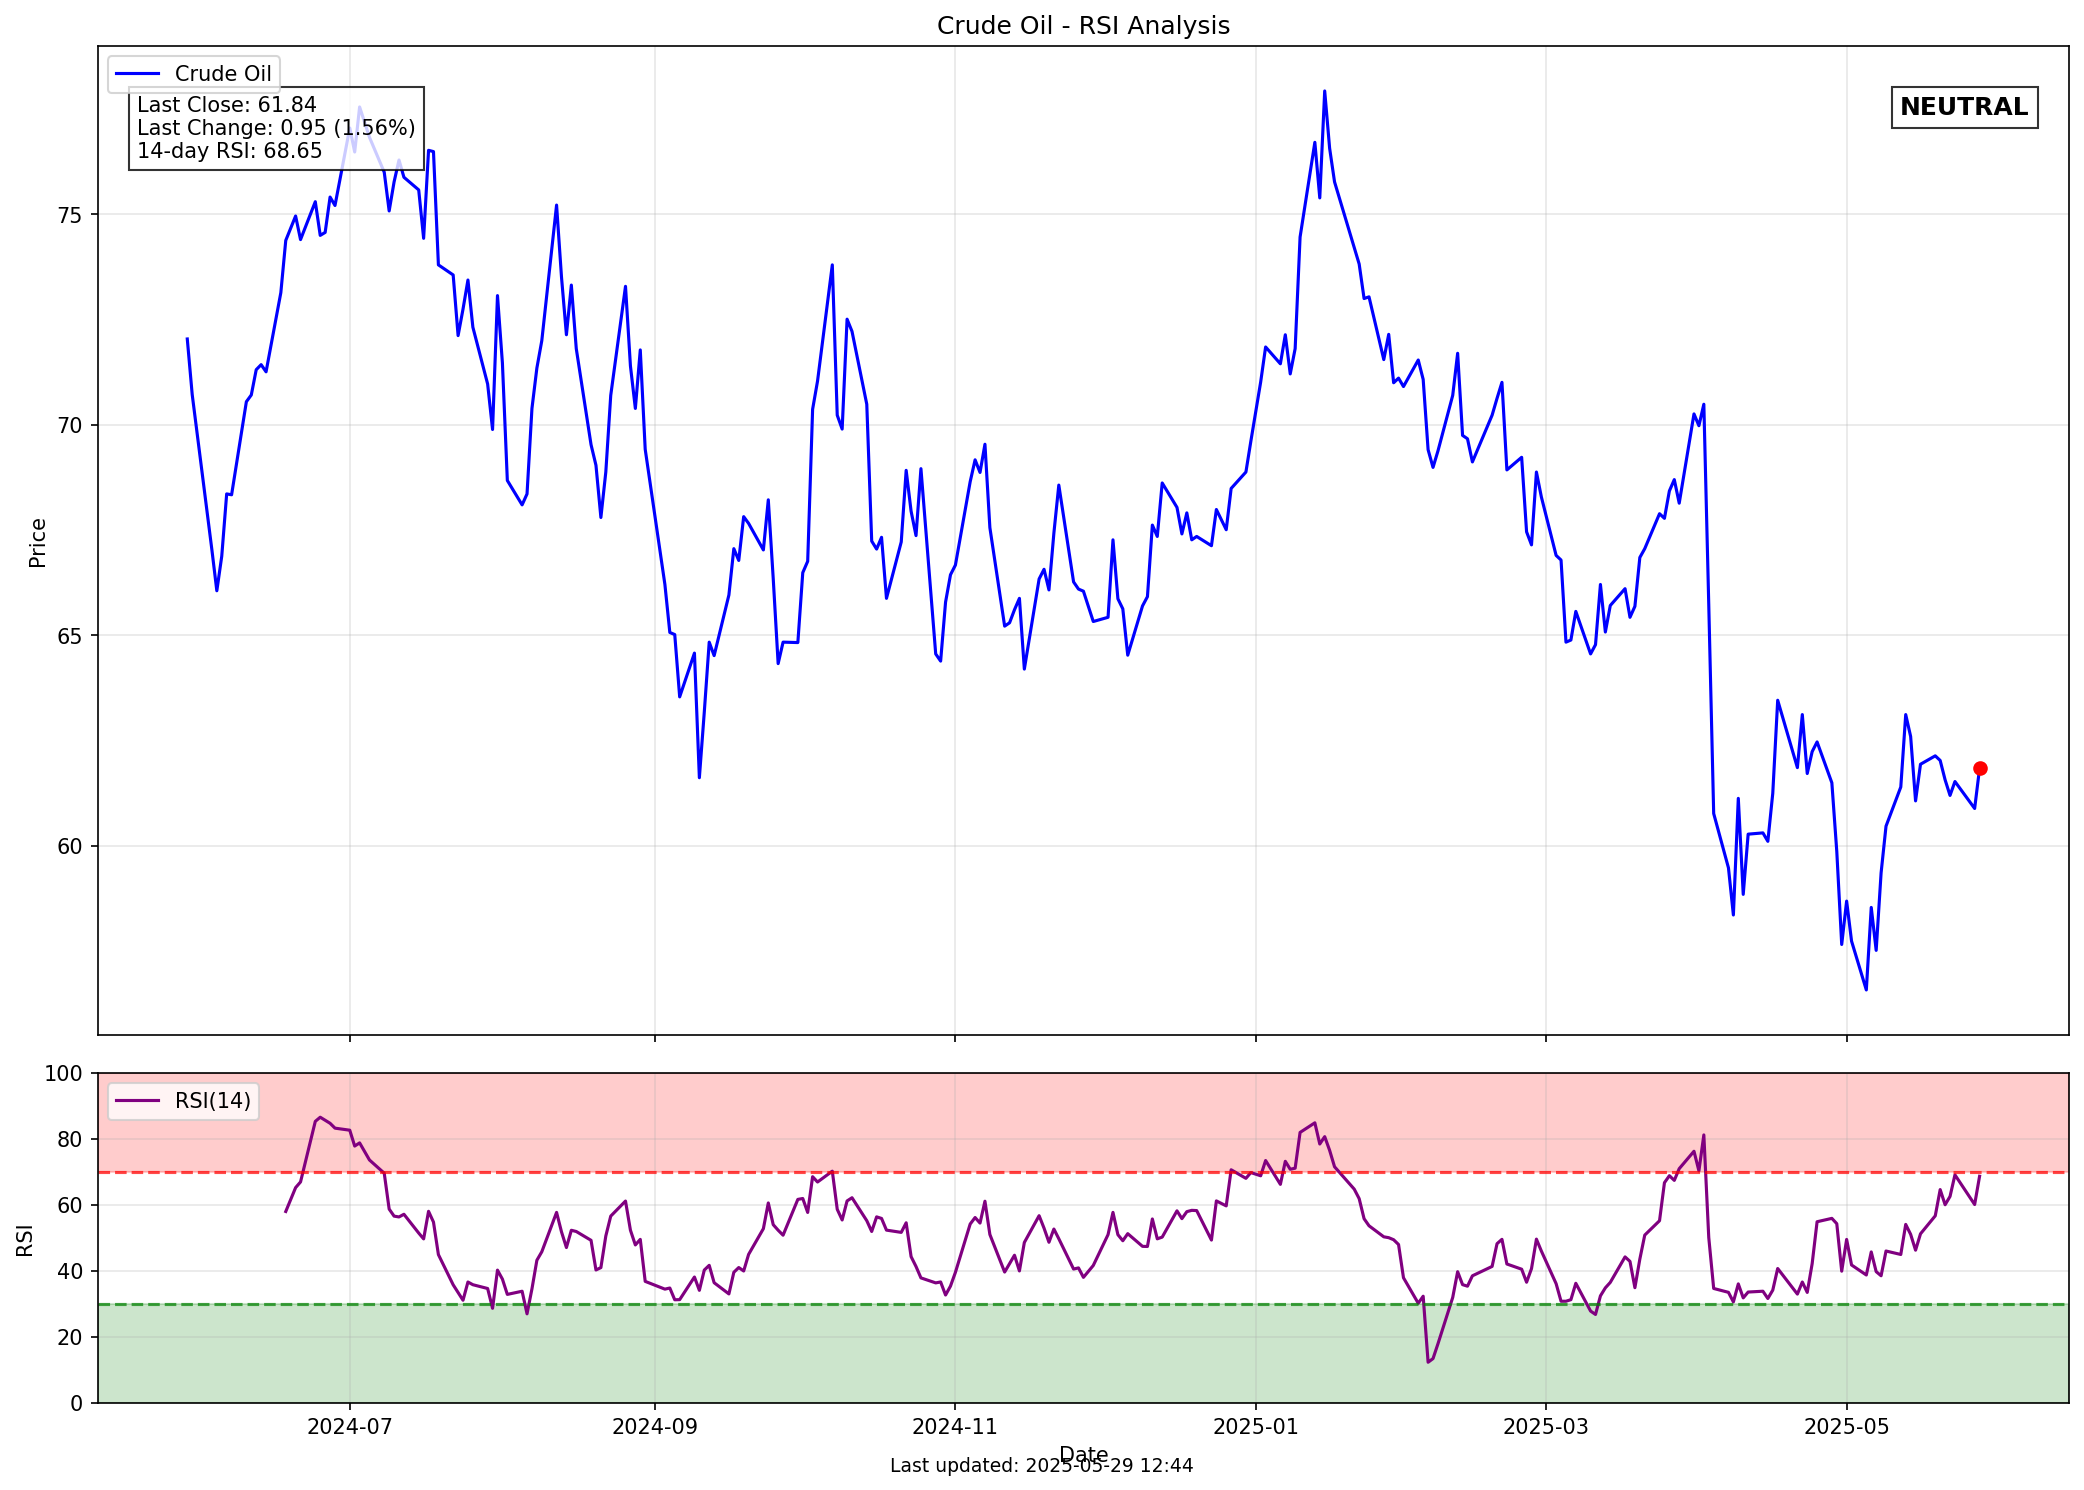 Crude Oil - RSI Analysis
Crude Oil
Last Close: 61.84
Last Change: 0.95 (1.56%)
14-day RSI: 68.65
NEUTRAL
75
70
65
60
Price
100
80
60
40
20
0
RSI
RSI(14)
2024-07
2024-09
2024-11
2025-01
2025-03
2025-05
Date
Last updated: 2025-05-29 12:44